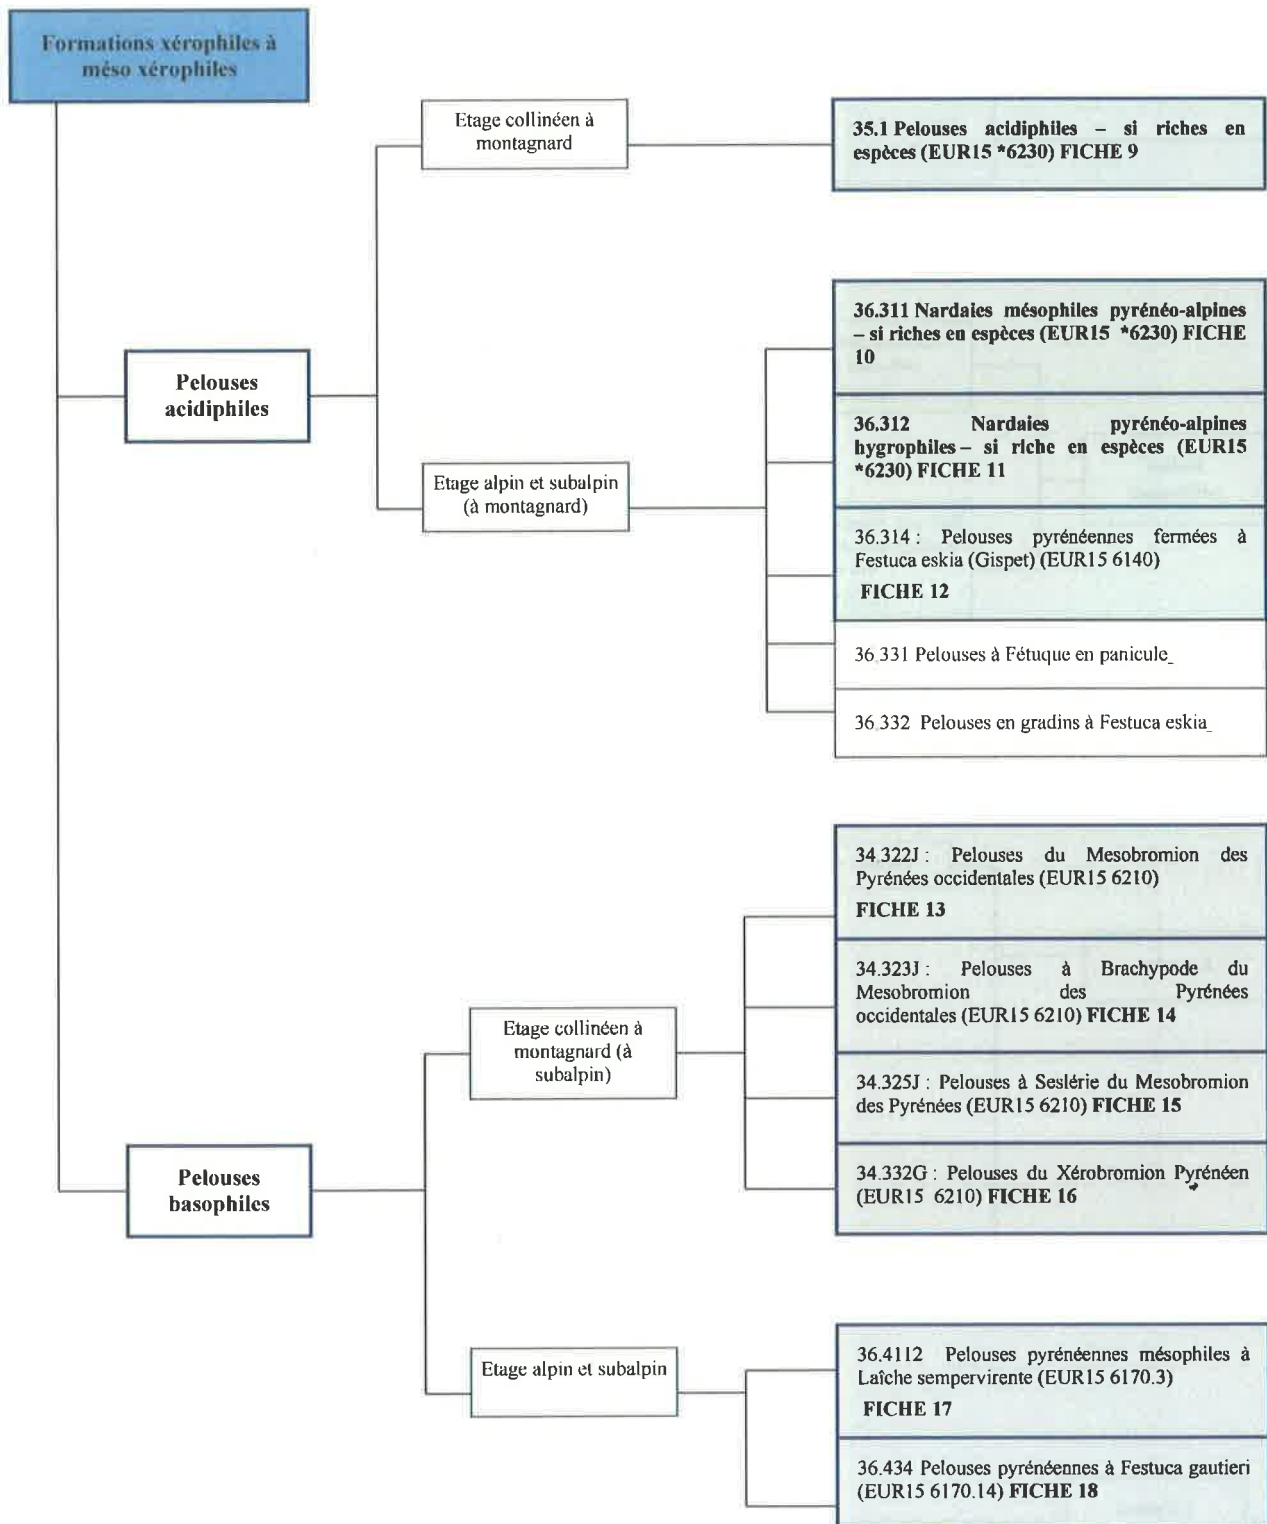 Formations xérophiles à
méso xérophiles
Etage collinéen à
montagnard
35.1 Pelouses acidiphiles – si riches en
espèces (EUR15 *6230) FICHE 9
Pelouses
acidiphiles
Etage alpin et subalpin
(à montagnard)
36.311 Nardaies mésophiles pyrénéo-alpines
– si riches en espèces (EUR15 *6230) FICHE
10
36.312 Nardaies pyrénéo-alpines
hygrophiles – si riche en espèces (EUR15
*6230) FICHE 11
36.314 : Pelouses pyrénéennes fermées à
Festuca eskia (Gispet) (EUR15 6140)
FICHE 12
36.331 Pelouses à Fétuque en panicule_
36.332 Pelouses en gradins à Festuca eskia_
Pelouses
basophiles
Etage collinéen à
montagnard (à
subalpin)
34.322J : Pelouses du Mesobromion des
Pyrénées occidentales (EUR15 6210)
FICHE 13
34.323J : Pelouses à Brachypode du
Mesobromion des Pyrénées
occidentales (EUR15 6210) FICHE 14
34.325J : Pelouses à Seslérie du Mesobromion
des Pyrénées (EUR15 6210) FICHE 15
34.332G : Pelouses du Xérobromion Pyrénéen
(EUR15 6210) FICHE 16
Etage alpin et subalpin
36.4112 Pelouses pyrénéennes mésophiles à
Laîche sempervirente (EUR15 6170.3)
FICHE 17
36.434 Pelouses pyrénéennes à Festuca gautieri
(EUR15 6170.14) FICHE 18